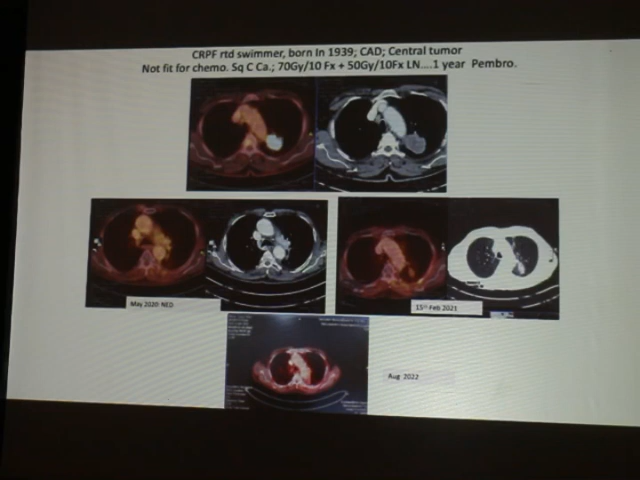 CRPF rtd swimmer, born In 1939; CAD; Central tumor
Not fit for chemo. Sq C Ca.; 70Gy/10 Fx + 50Gy/10Fx LN....1 year Pembro.
May 2020 NED
15th Feb 2021
Aug 2022